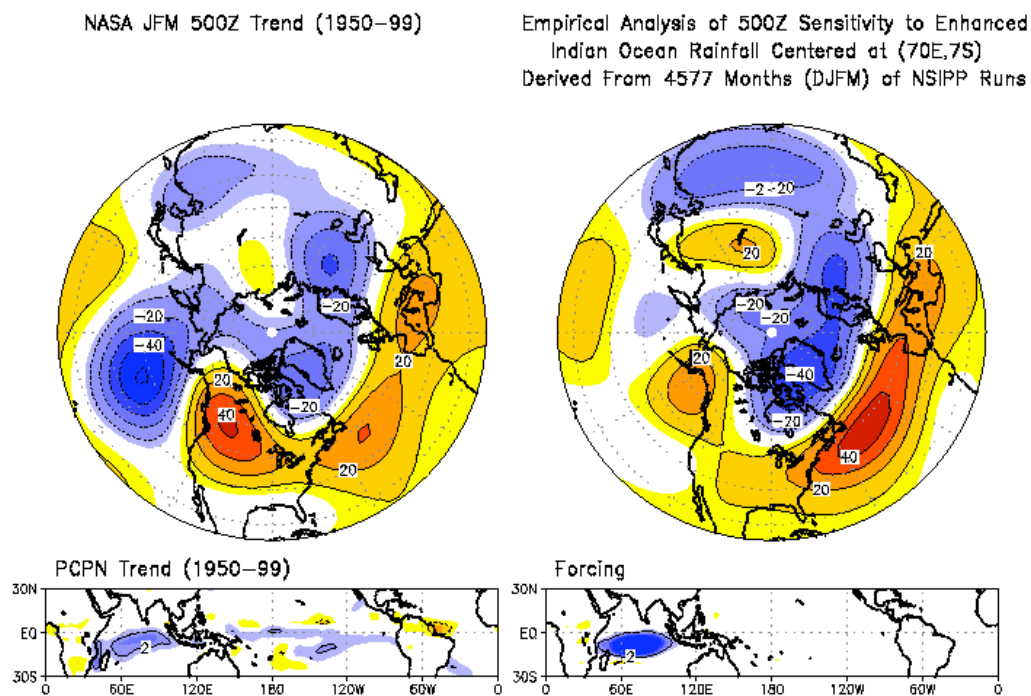 NASA JFM 500Z Trend (1950-99)
Empirical Analysis of 500Z Sensitivity to Enhanced
Indian Ocean Rainfall Centered at (70E,7S)
Derived From 4577 Months (DJFM) of NSIPP Runs
-20
-20
-40
20
40
-20
20
20
-2
-20
20
20
-20
-20
20
-40
-20
40
20
PCPN Trend (1950-99)
30N
EQ
30S
2
0
60E
120E
180
120W
60W
0
Forcing
30N
EQ
30S
2
0
60E
120E
180
120W
60W
0